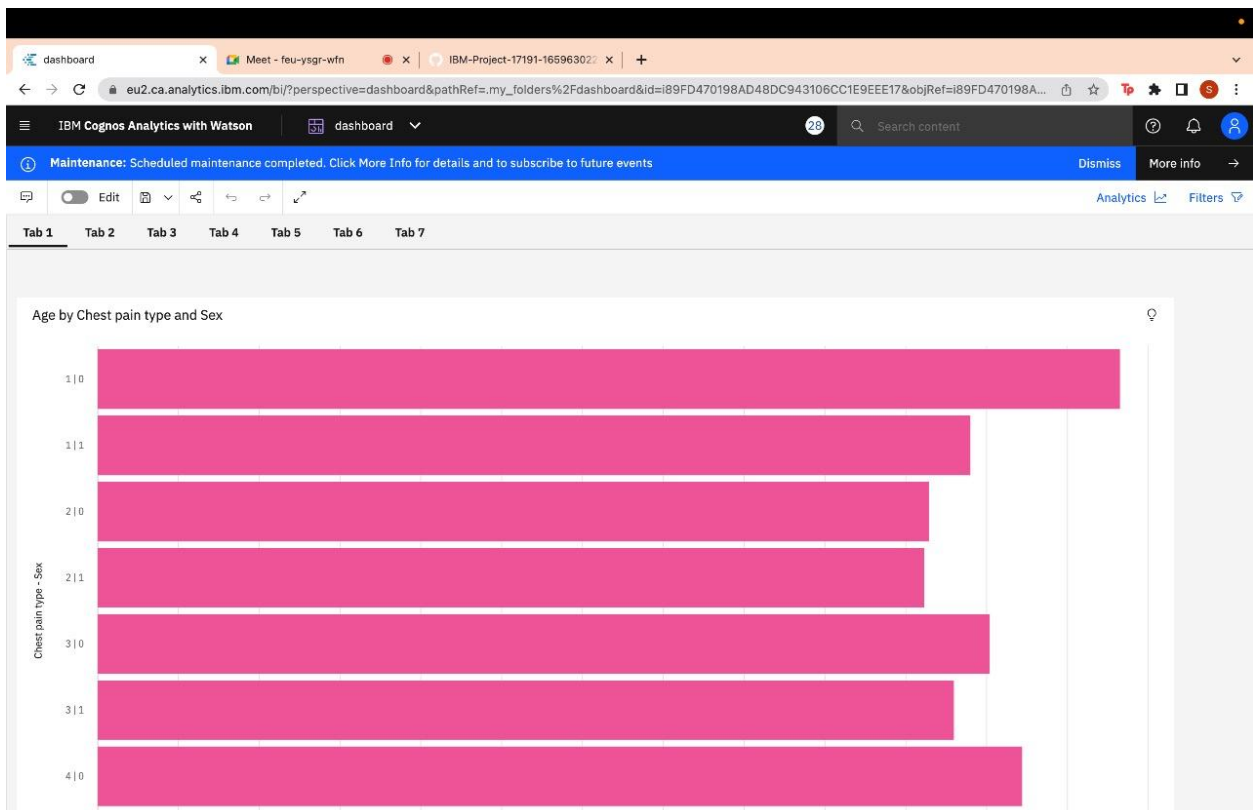 dashboard
Meet - feu-ysgr-wfn
IBM-Project-17191-165963022
eu2.ca.analytics.ibm.com/bi/?perspective=dashboard&pathRef=.my_folders%2Fdashboard&id=i89FD470198AD48DC943106CC1E9EEE17&objRef=i89FD470198A...
Tp
S
IBM Cognos Analytics with Watson
dashboard
28
Search content
Maintenance: Scheduled maintenance completed. Click More Info for details and to subscribe to future events
Dismiss
More info
Edit
Analytics
Filters
Tab 1 Tab 2 Tab 3 Tab 4 Tab 5 Tab 6 Tab 7
Age by Chest pain type and Sex
Chest pain type - Sex
1|0
1|1
2|0
2|1
3|0
3|1
4|0